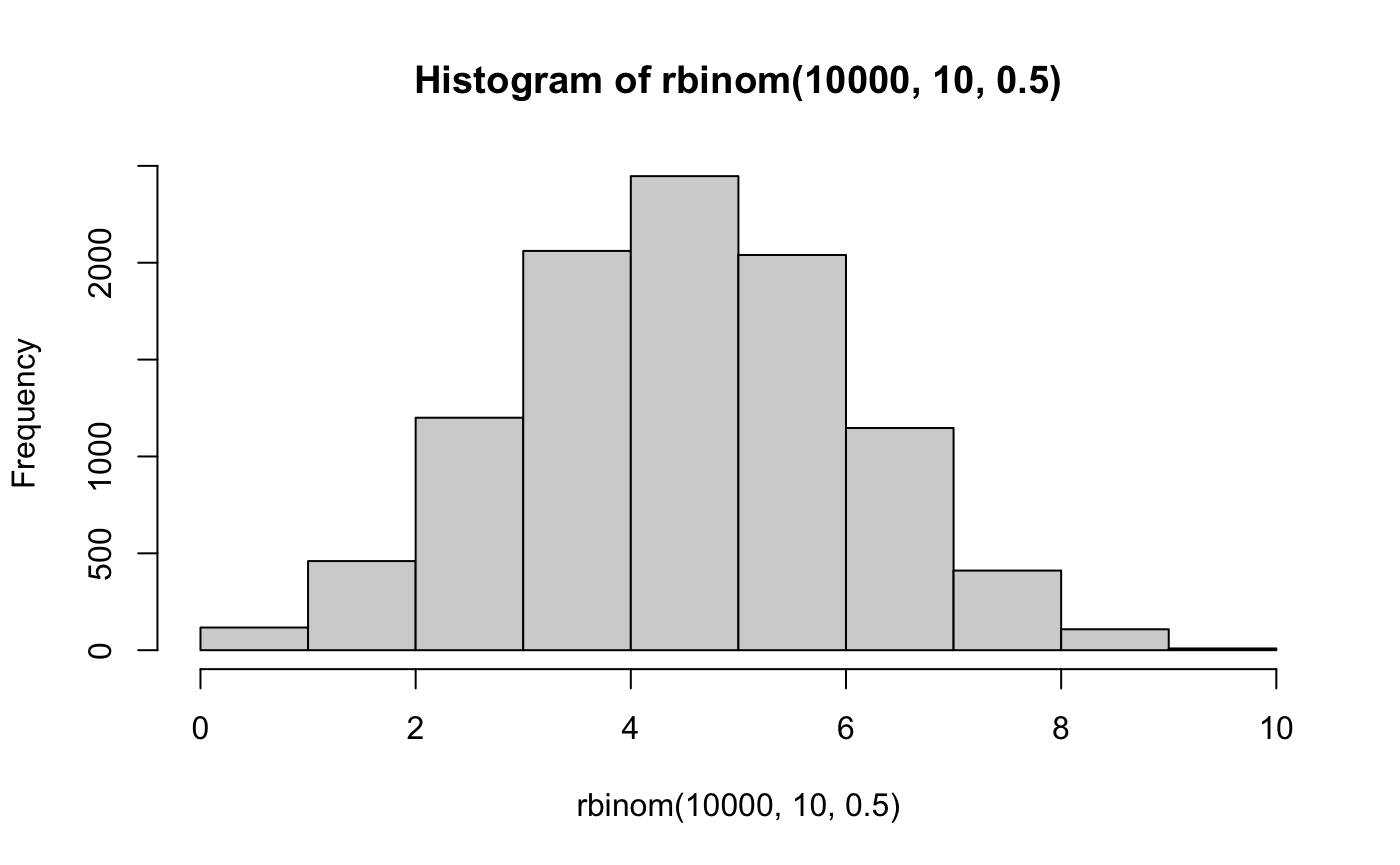 Histogram of rbinom(10000, 10, 0.5)
Frequency
2000
1000
500
0
0 2 4 6 8 10
rbinom(10000, 10, 0.5)